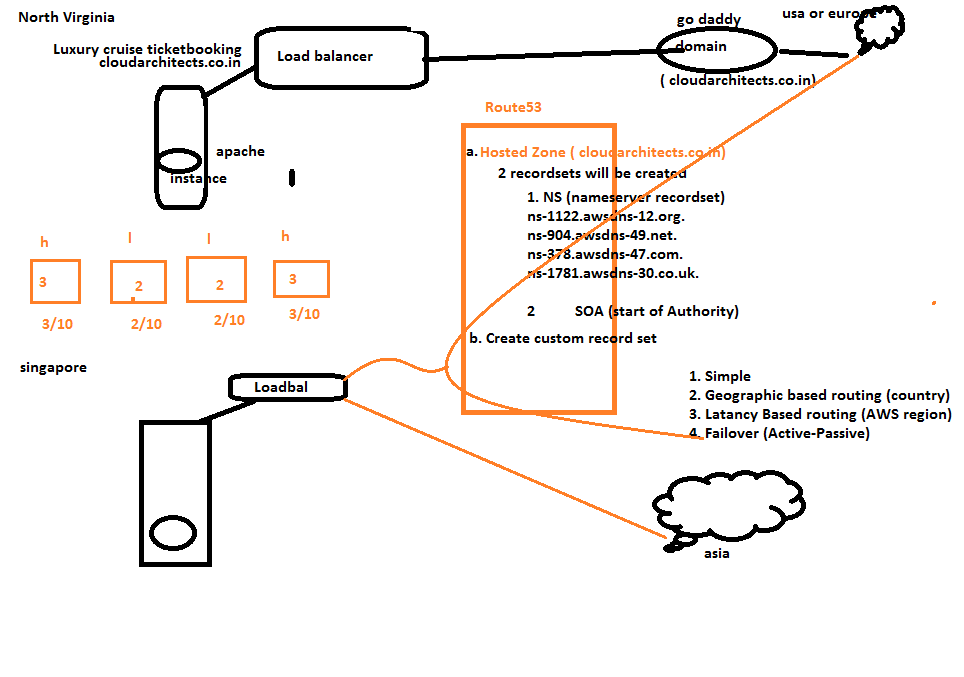 North Virginia
go daddy
usa or europe
Luxury cruise ticketbooking
cloudarchitects.co.in
Load balancer
domain
( cloudarchitects.co.in)
Route53
apache
instance
a. Hosted Zone ( cloudarchitects.co.in)
2 recordsets will be created
1. NS (nameserver recordset)
ns-1122.awsdns-12.org.
ns-904.awsdns-49.net.
ns-378.awsdns-47.com.
ns-1781.awsdns-30.co.uk.
2 SOA (start of Authority)
b. Create custom record set
h l l h
3 2 2 3
3/10 2/10 2/10 3/10
singapore
Loadbal
1. Simple
2. Geographic based routing (country)
3. Latancy Based routing (AWS region)
4. Failover (Active-Passive)
asia